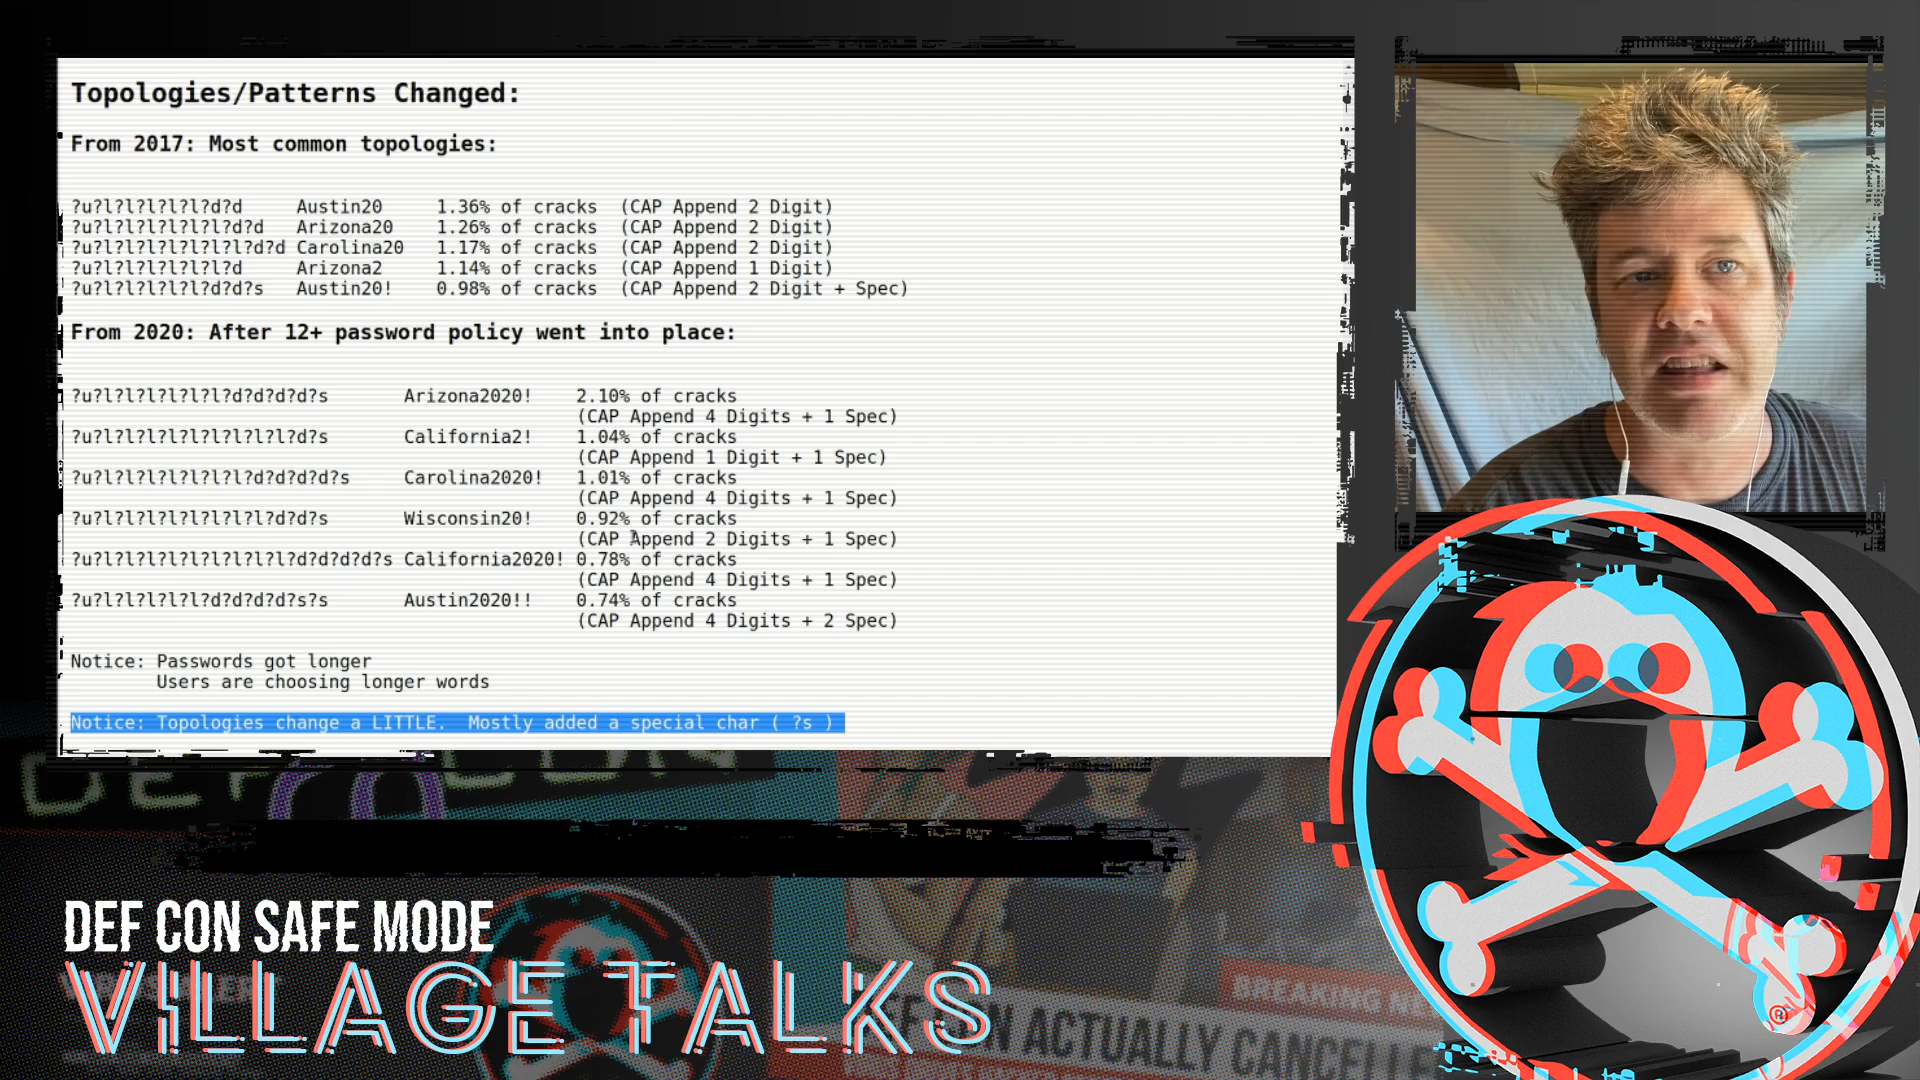 Topologies/Patterns Changed:
From 2017: Most common topologies:
?u?l?l?l?l?l?d?d     Austin20     1.36% of cracks  (CAP Append 2 Digit)
?u?l?l?l?l?l?l?d?d   Arizona20    1.26% of cracks  (CAP Append 2 Digit)
?u?l?l?l?l?l?l?l?d?d Carolina20   1.17% of cracks  (CAP Append 2 Digit)
?u?l?l?l?l?l?l?d     Arizona2     1.14% of cracks  (CAP Append 1 Digit)
?u?l?l?l?l?l?d?d?s   Austin20!    0.98% of cracks  (CAP Append 2 Digit + Spec)
From 2020: After 12+ password policy went into place:
?u?l?l?l?l?l?l?d?d?d?d?s       Arizona2020!    2.10% of cracks
(CAP Append 4 Digits + 1 Spec)
?u?l?l?l?l?l?l?l?l?l?d?s       California2!    1.04% of cracks
(CAP Append 1 Digit + 1 Spec)
?u?l?l?l?l?l?l?l?d?d?d?d?s     Carolina2020!   1.01% of cracks
(CAP Append 4 Digits + 1 Spec)
?u?l?l?l?l?l?l?l?l?d?d?s       Wisconsin20!    0.92% of cracks
(CAP Append 2 Digits + 1 Spec)
?u?l?l?l?l?l?l?l?l?l?d?d?d?d?s California2020! 0.78% of cracks
(CAP Append 4 Digits + 1 Spec)
?u?l?l?l?l?l?d?d?d?d?s?s       Austin2020!!    0.74% of cracks
(CAP Append 4 Digits + 2 Spec)
Notice: Passwords got longer
Users are choosing longer words
Notice: Topologies change a LITTLE.  Mostly added a special char ( ?s )
DEF CON
DEF CON SAFE MODE
VILLAGE TALKS
BREAKING NE
EF CON ACTUALLY CANCELLE
®